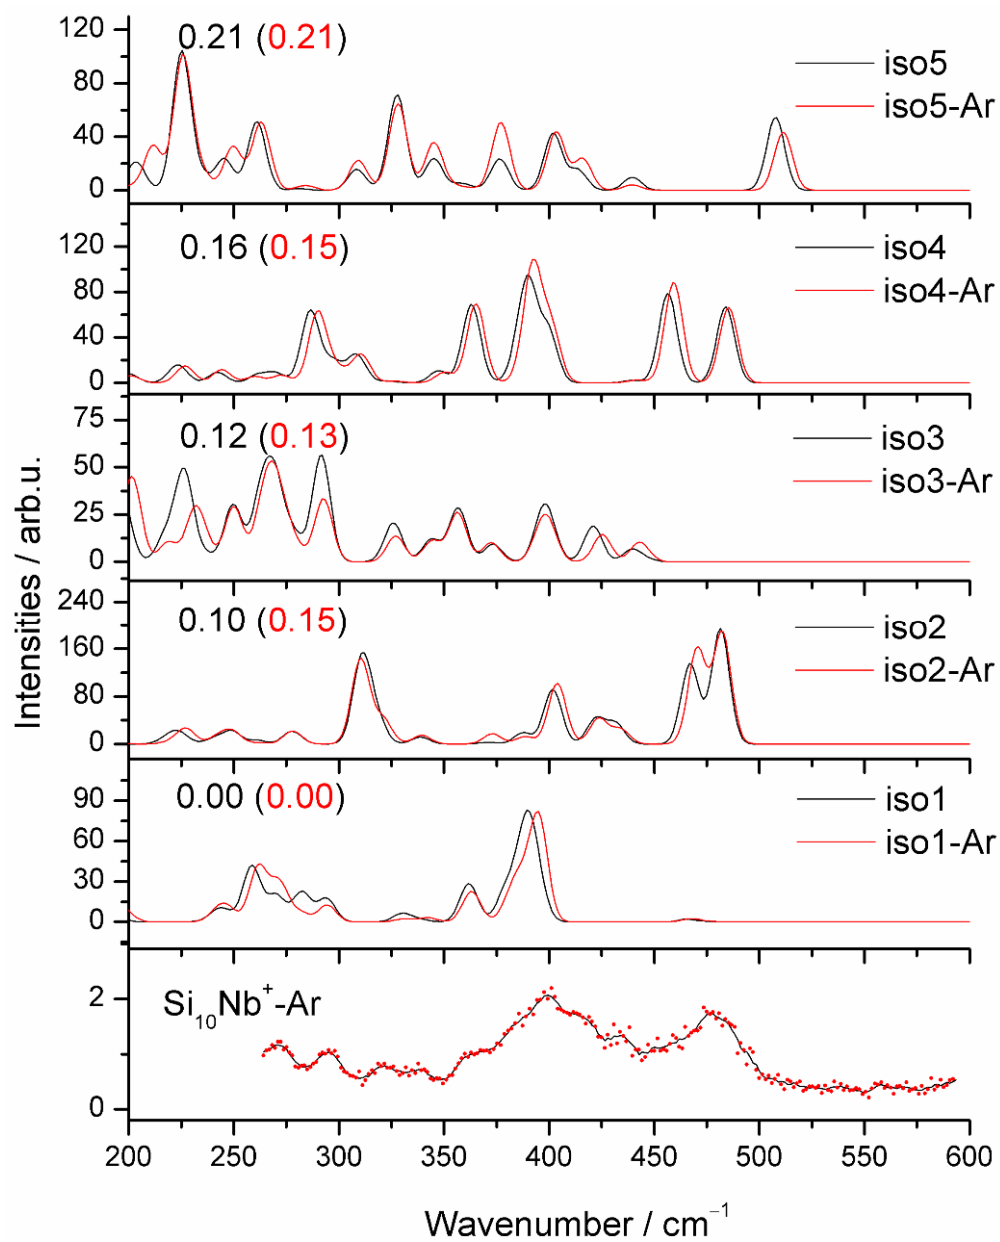 0.21 (0.21)
iso5
iso5-Ar
120
80
40
0
0.16 (0.15)
iso4
iso4-Ar
120
80
40
0
0.12 (0.13)
iso3
iso3-Ar
75
50
25
0
0.10 (0.15)
iso2
iso2-Ar
240
160
80
0
0.00 (0.00)
iso1
iso1-Ar
90
60
30
0
Si₁₀Nb⁺-Ar
2
0
200 250 300 350 400 450 500 550 600
Intensities / arb.u.
Wavenumber / cm⁻¹